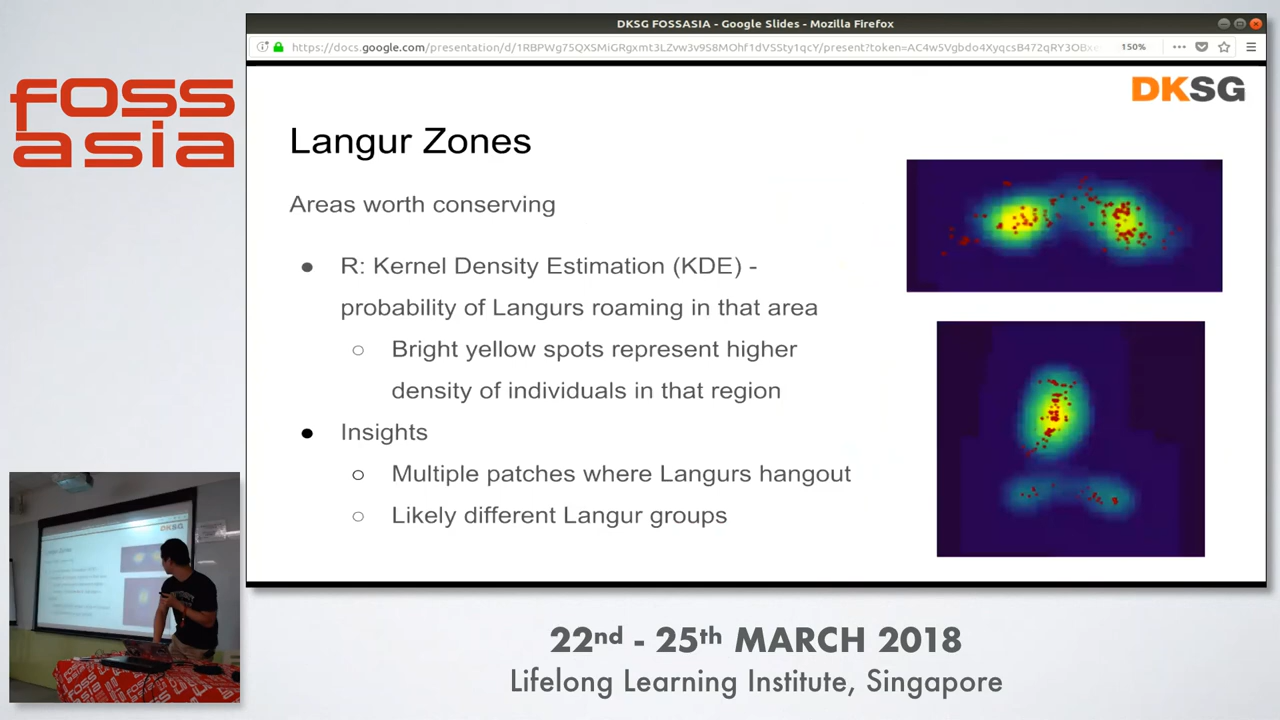 foss
asia
DKSG FOSSASIA - Google Slides - Mozilla Firefox
150%
DKSG
Langur Zones
Areas worth conserving
● R: Kernel Density Estimation (KDE) -
probability of Langurs roaming in that area
○ Bright yellow spots represent higher
density of individuals in that region
● Insights
○ Multiple patches where Langurs hangout
○ Likely different Langur groups
22nd - 25th MARCH 2018
Lifelong Learning Institute, Singapore